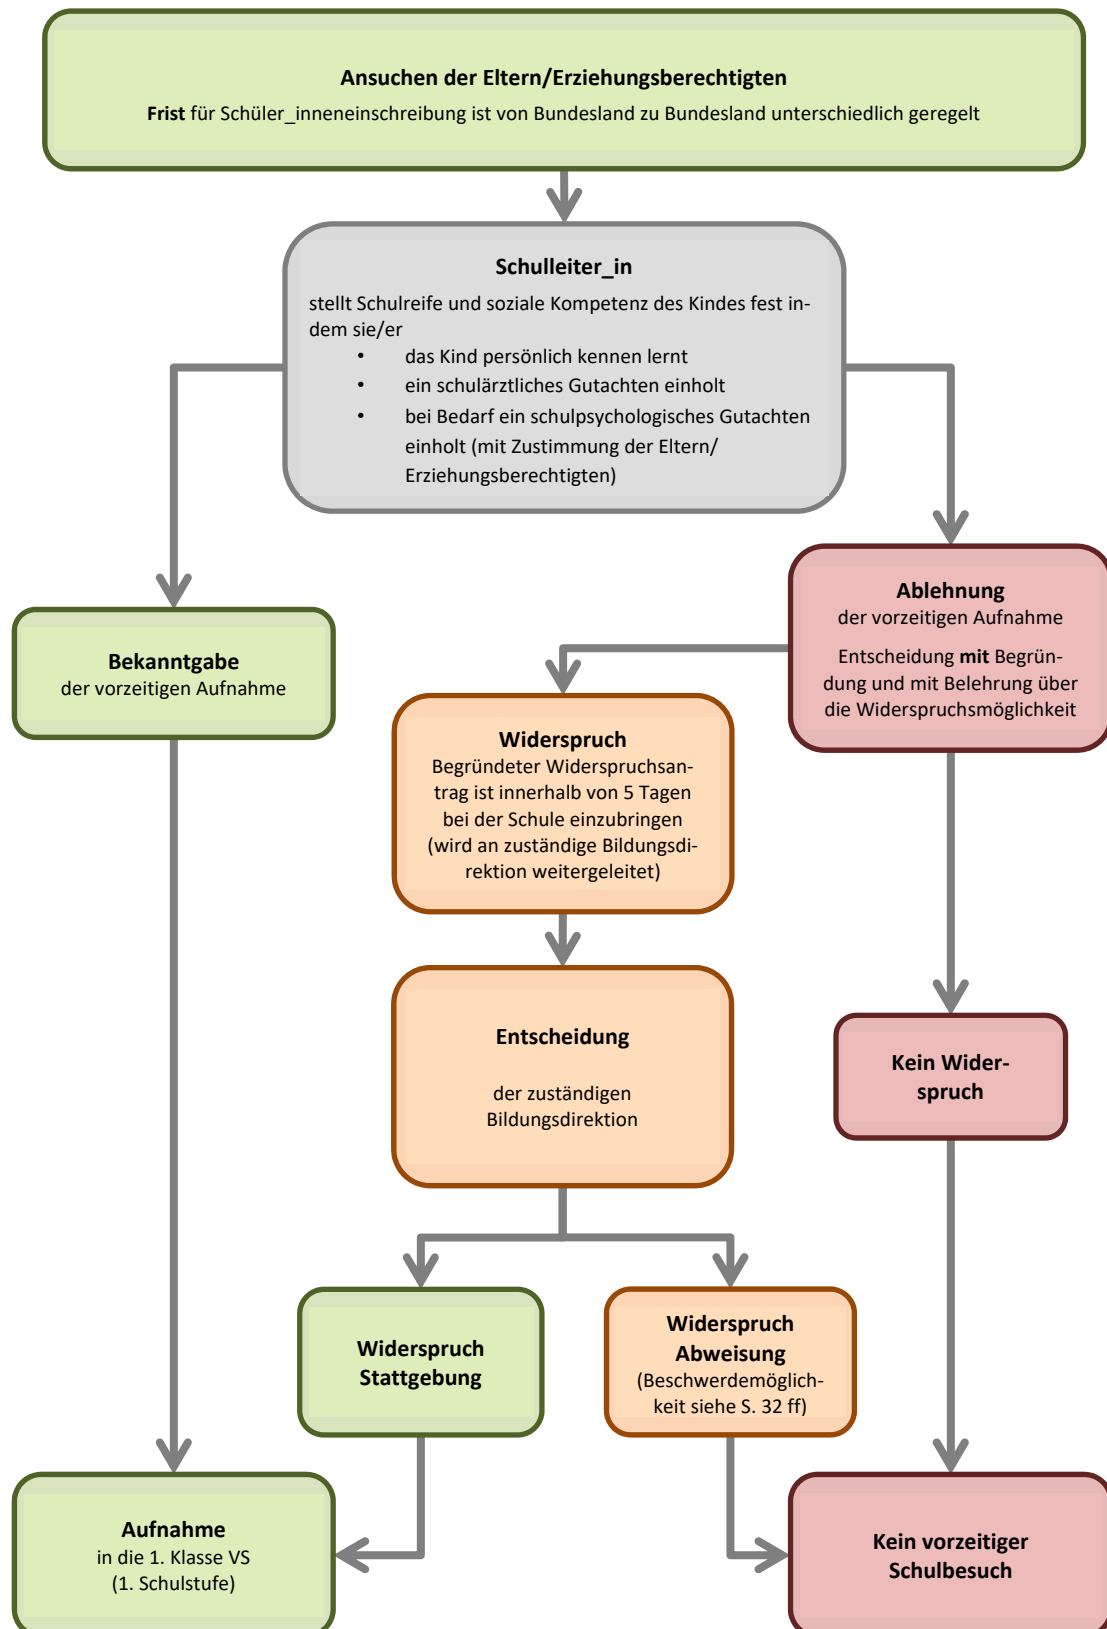 Ansuchen der Eltern/Erziehungsberechtigten
Frist für Schüler_inneneinschreibung ist von Bundesland zu Bundesland unterschiedlich geregelt
Schulleiter_in
stellt Schulreife und soziale Kompetenz des Kindes fest in-
dem sie/er
• das Kind persönlich kennen lernt
• ein schulärztliches Gutachten einholt
• bei Bedarf ein schulpsychologisches Gutachten
einholt (mit Zustimmung der Eltern/
Erziehungsberechtigten)
Bekanntgabe
der vorzeitigen Aufnahme
Ablehnung
der vorzeitigen Aufnahme
Entscheidung mit Begrün-
dung und mit Belehrung über
die Widerspruchsmöglichkeit
Widerspruch
Begründeter Widerspruchsan-
trag ist innerhalb von 5 Tagen
bei der Schule einzubringen
(wird an zuständige Bildungsdi-
rektion weitergeleitet)
Entscheidung
der zuständigen
Bildungsdirektion
Kein Wider-
spruch
Widerspruch
Stattgebung
Widerspruch
Abweisung
(Beschwerdemöglich-
keit siehe S. 32 ff)
Aufnahme
in die 1. Klasse VS
(1. Schulstufe)
Kein vorzeitiger
Schulbesuch